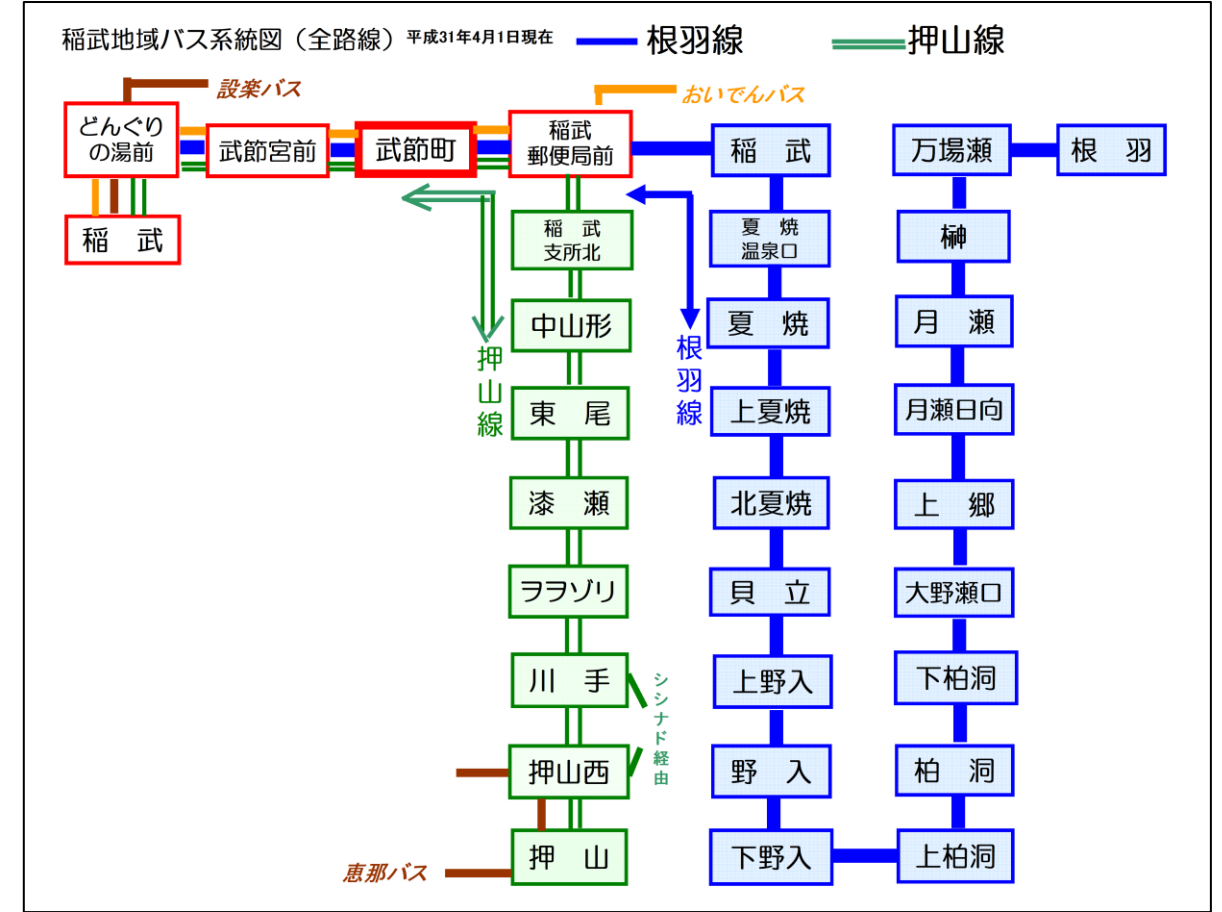 稲武地域バス系統図（全路線）平成31年4月1日現在 根羽線 押山線
設楽バス
おいでんバス
どんぐり
の湯前
武節宮前
武節町
稲武
郵便局前
稲 武
万場瀬
根 羽
稲 武
稲 武
支所北
夏 焼
温泉口
榊
中山形
夏 焼
月 瀬
押山線
根羽線
東 尾
上夏焼
月瀬日向
漆 瀬
北夏焼
上 郷
ヲヲゾリ
貝 立
大野瀬口
川 手
シシナド経由
上野入
下柏洞
押山西
野 入
柏 洞
恵那バス
押 山
下野入
上柏洞